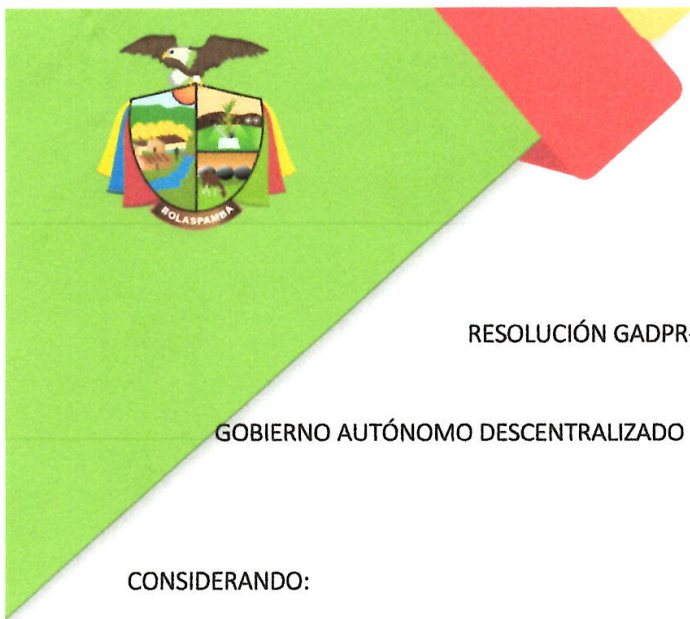 BOLASPAMBA
RESOLUCIÓN GADPR-
GOBIERNO AUTÓNOMO DESCENTRALIZADO
CONSIDERANDO: